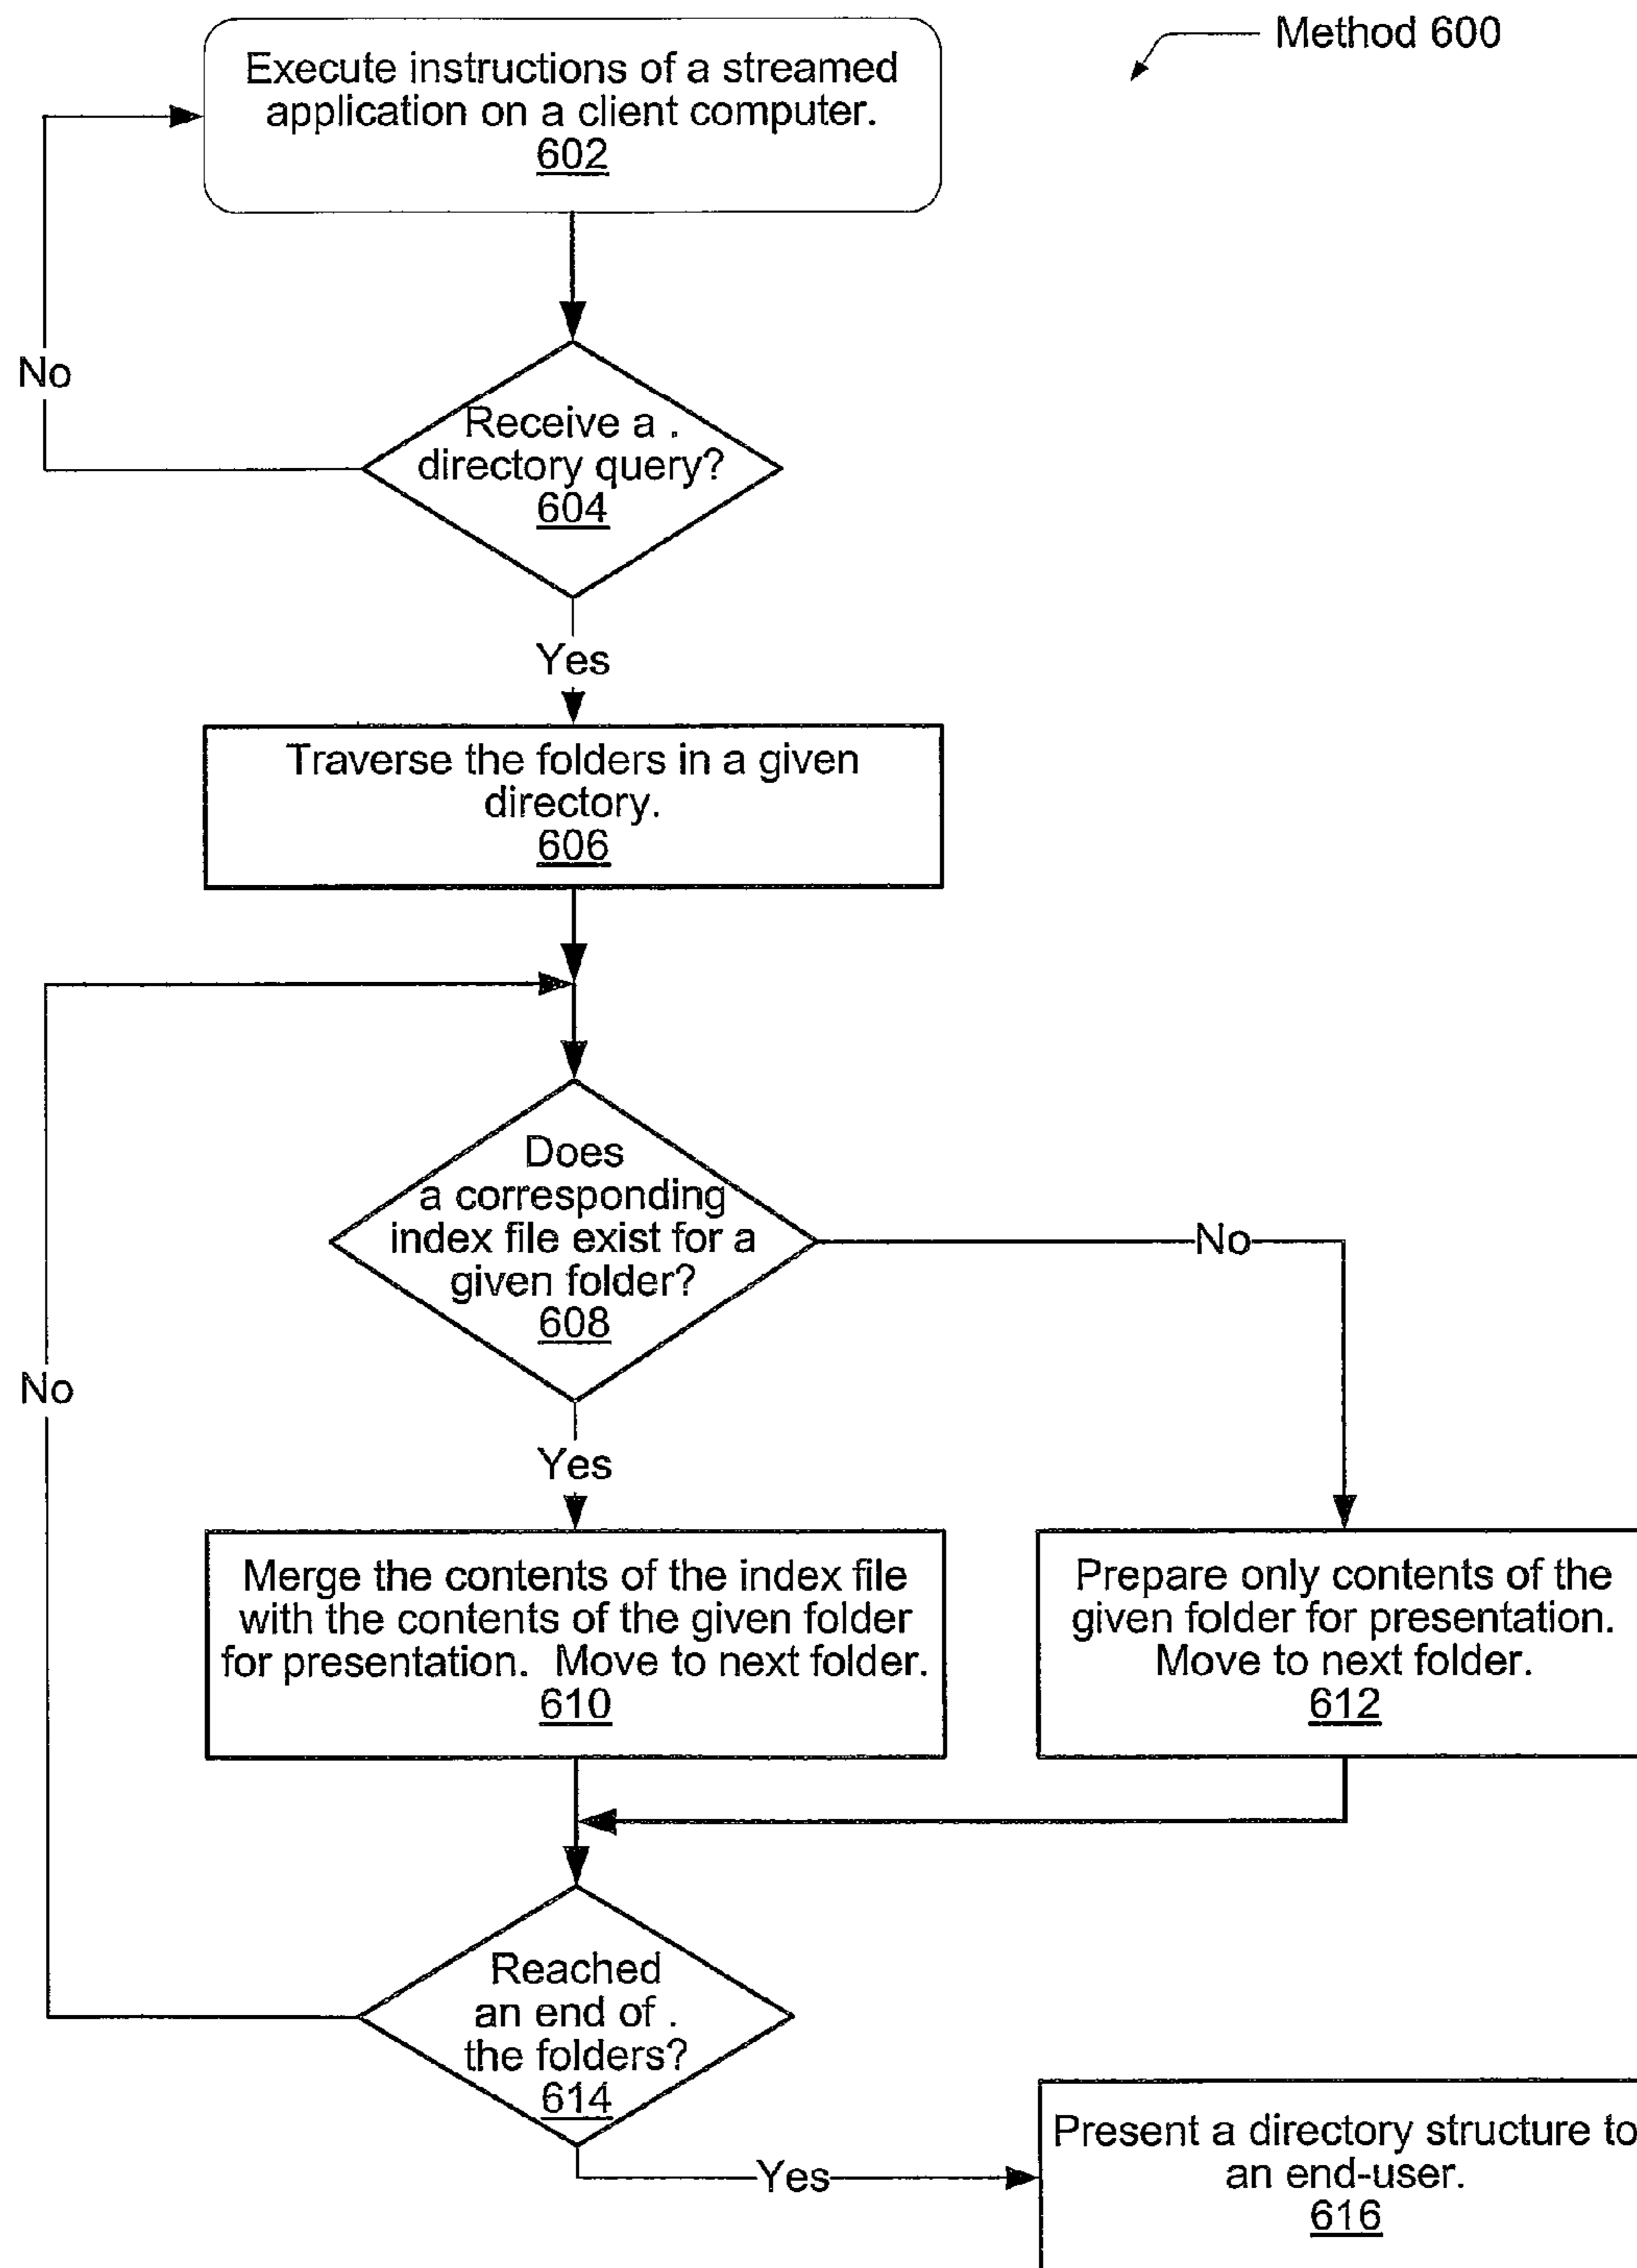 Method 600
Execute instructions of a streamed
application on a client computer.
602
No
Receive a .
directory query?
604
Yes
Traverse the folders in a given
directory.
606
Does
a corresponding
index file exist for a
given folder?
608
No
No
Yes
Merge the contents of the index file
with the contents of the given folder
for presentation. Move to next folder.
610
Prepare only contents of the
given folder for presentation.
Move to next folder.
612
Reached
an end of .
the folders?
614
Yes
Present a directory structure to
an end-user.
616